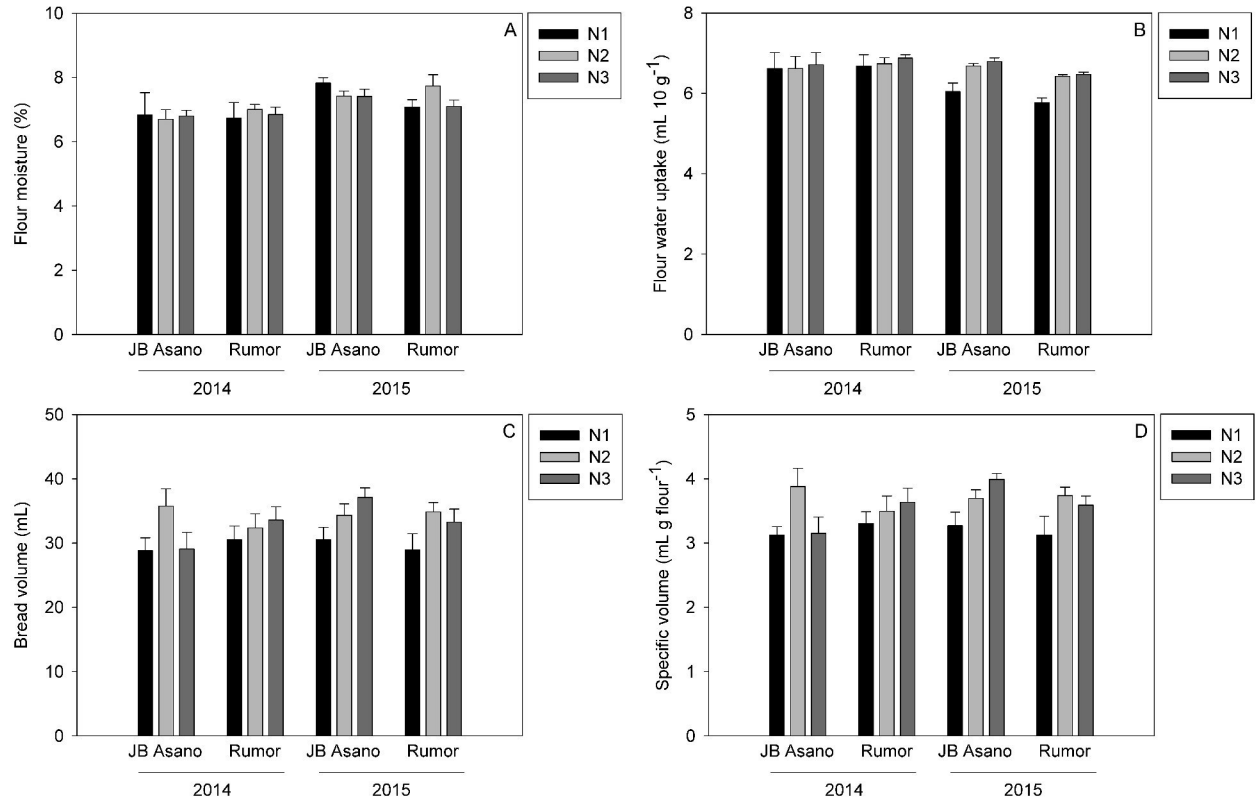 A
N1
N2
N3
Flour moisture (%)
10
8
6
4
2
0
JB Asano Rumor JB Asano Rumor
2014 2015
B
N1
N2
N3
Flour water uptake (mL 10 g⁻¹)
8
6
4
2
0
JB Asano Rumor JB Asano Rumor
2014 2015
C
N1
N2
N3
Bread volume (mL)
50
40
30
20
10
0
JB Asano Rumor JB Asano Rumor
2014 2015
D
N1
N2
N3
Specific volume (mL g flour⁻¹)
5
4
3
2
1
0
JB Asano Rumor JB Asano Rumor
2014 2015